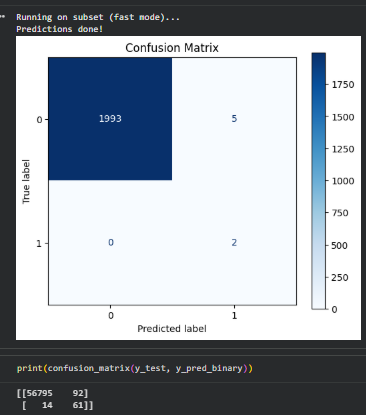 Running on subset (fast mode)...
Predictions done!
Confusion Matrix
0
1993
5
1
0
2
True label
0
1
Predicted label
1750
1500
1250
1000
750
500
250
0
print(confusion_matrix(y_test, y_pred_binary))
[[56795 92]
[ 14 61]]